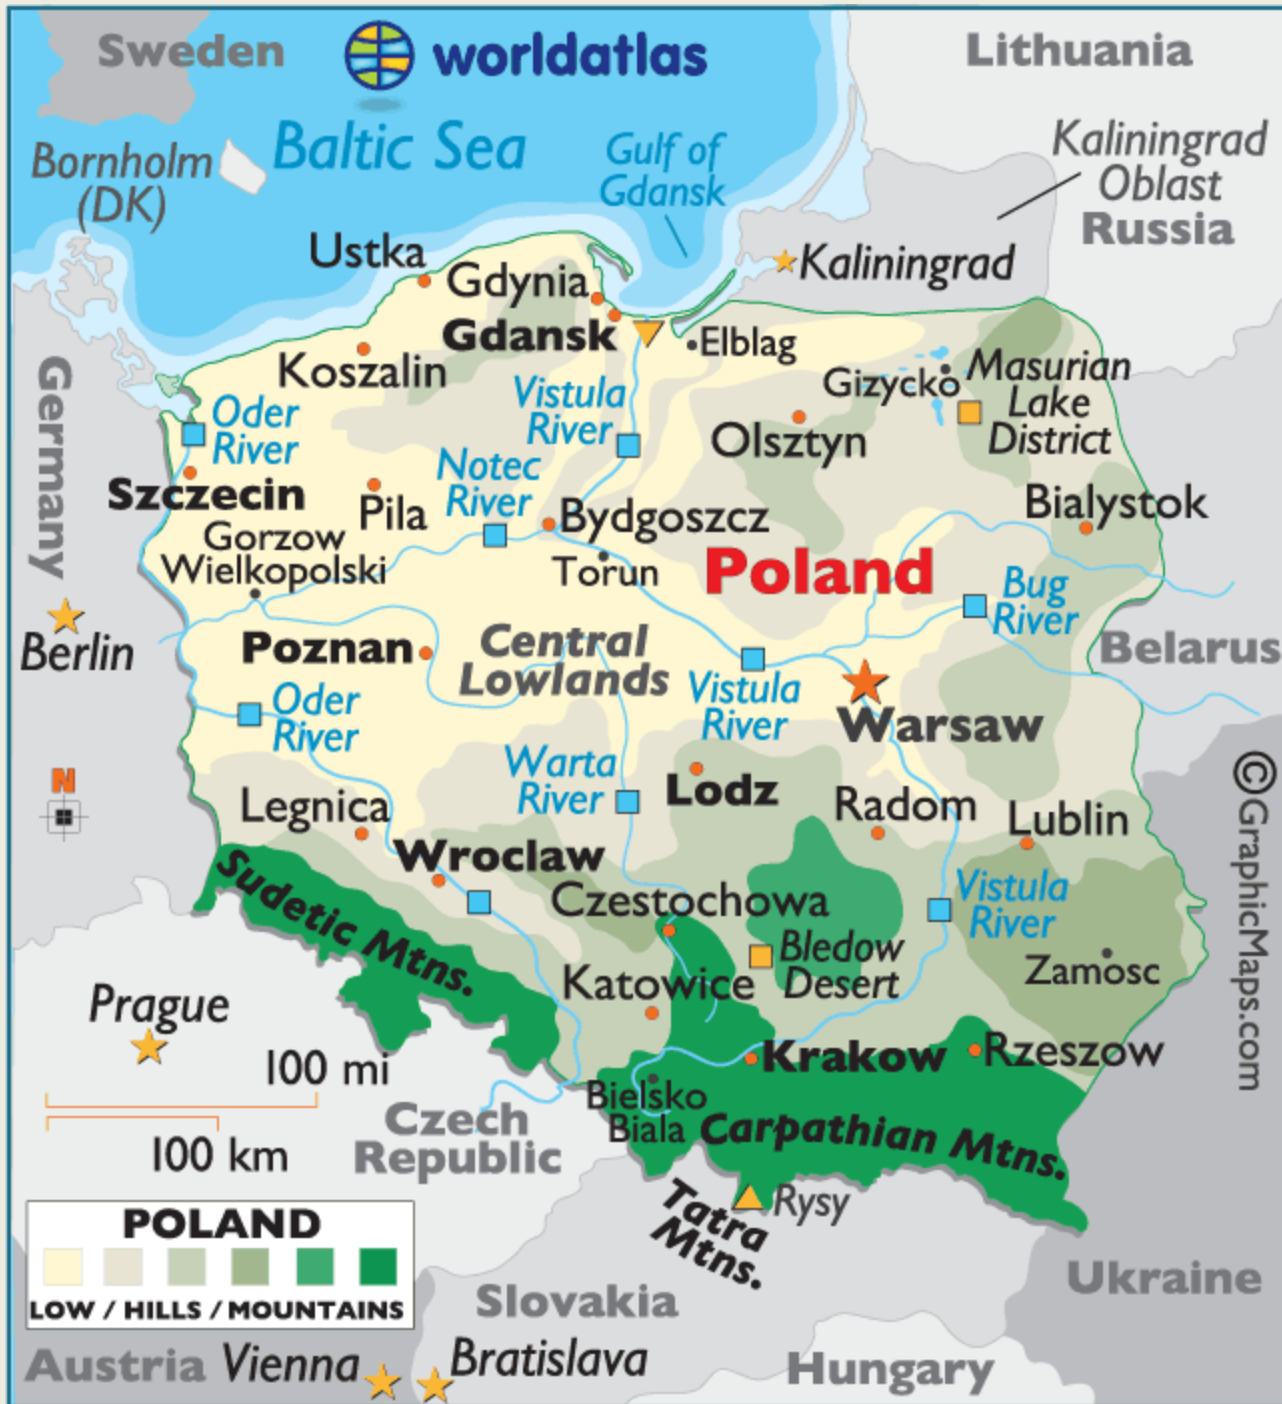 Sweden
worldatlas
Lithuania
Baltic Sea
Gulf of
Gdansk
Kaliningrad
Oblast
Russia
Bornholm
(DK)
Ustka
Gdynia
Kaliningrad
Gdansk
Elblag
Koszalin
Germany
Vistula
River
Gizycko
Masurian
Lake
District
Oder
River
Olsztyn
Notec
River
Szczecin
Pila
Bydgoszcz
Bialystok
Gorzow
Wielkopolski
Torun
Poland
Bug
River
Berlin
Poznan
Central
Lowlands
Belarus
Oder
River
Vistula
River
Warsaw
Warta
River
N
Lodz
Legnica
Radom
Lublin
©GraphicMaps.com
Wroclaw
Sudetic Mtns.
Czestochowa
Vistula
River
Bledow
Desert
Zamosc
Katowice
Prague
100 mi
Krakow
Rzeszow
100 km
Czech
Republic
Bielsko
Biala
Carpathian Mtns.
Tatra
Mtns.
Rysy
POLAND
LOW / HILLS / MOUNTAINS
Slovakia
Ukraine
Austria
Vienna
Bratislava
Hungary